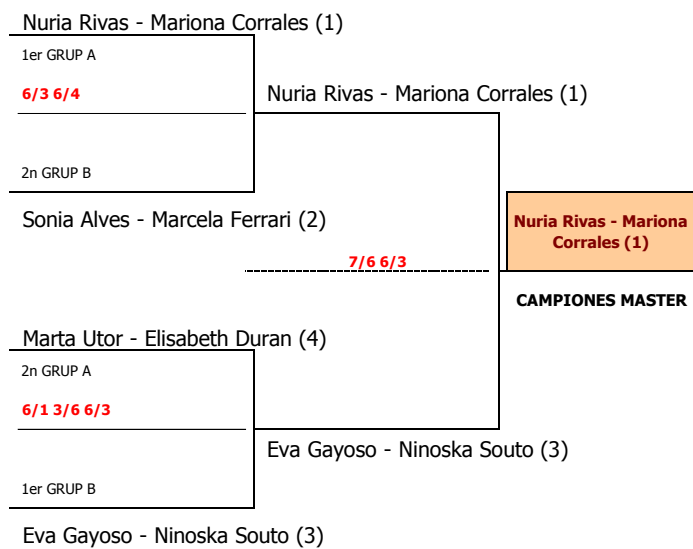 Nuria Rivas - Mariona Corrales (1)
1er GRUP A
6/3 6/4
Nuria Rivas - Mariona Corrales (1)
2n GRUP B
Sonia Alves - Marcela Ferrari (2)
Nuria Rivas - Mariona
Corrales (1)
7/6 6/3
CAMPIONES MASTER
Marta Utor - Elisabeth Duran (4)
2n GRUP A
6/1 3/6 6/3
Eva Gayoso - Ninoska Souto (3)
1er GRUP B
Eva Gayoso - Ninoska Souto (3)